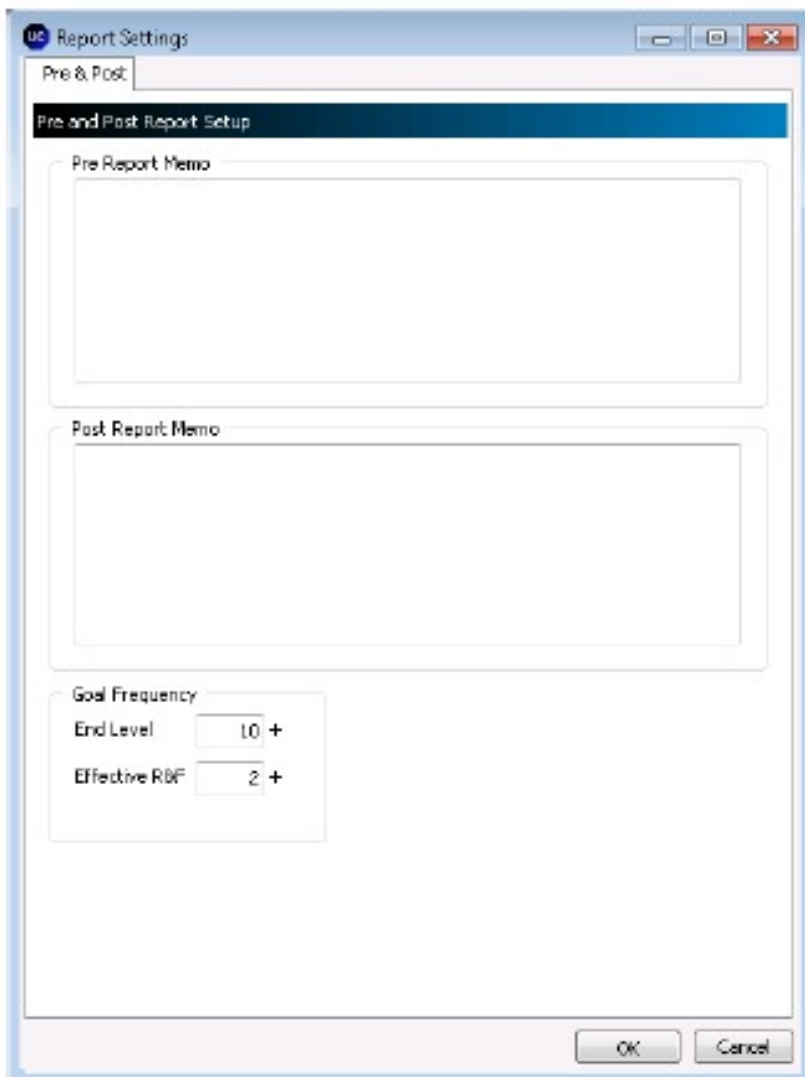 UC Report Settings
Pre & Post
Pre and Post Report Setup
Pre Report Memo
Post Report Memo
Goal Frequency
End Level 10 +
Effective R&F 2 +
OK Cancel